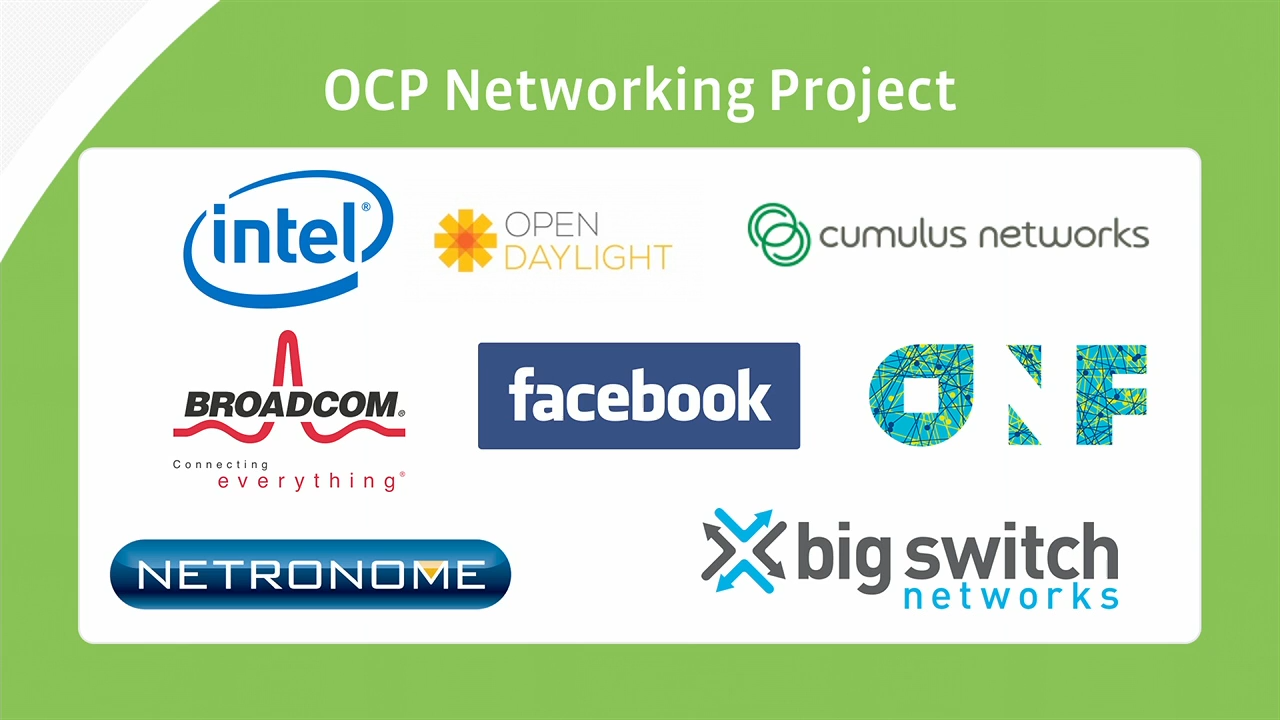 OCP Networking Project
intel®
OPEN
DAYLIGHT
cumulus networks
BROADCOM®
Connecting
everything®
facebook
ONF
NETRONOME
big switch
networks